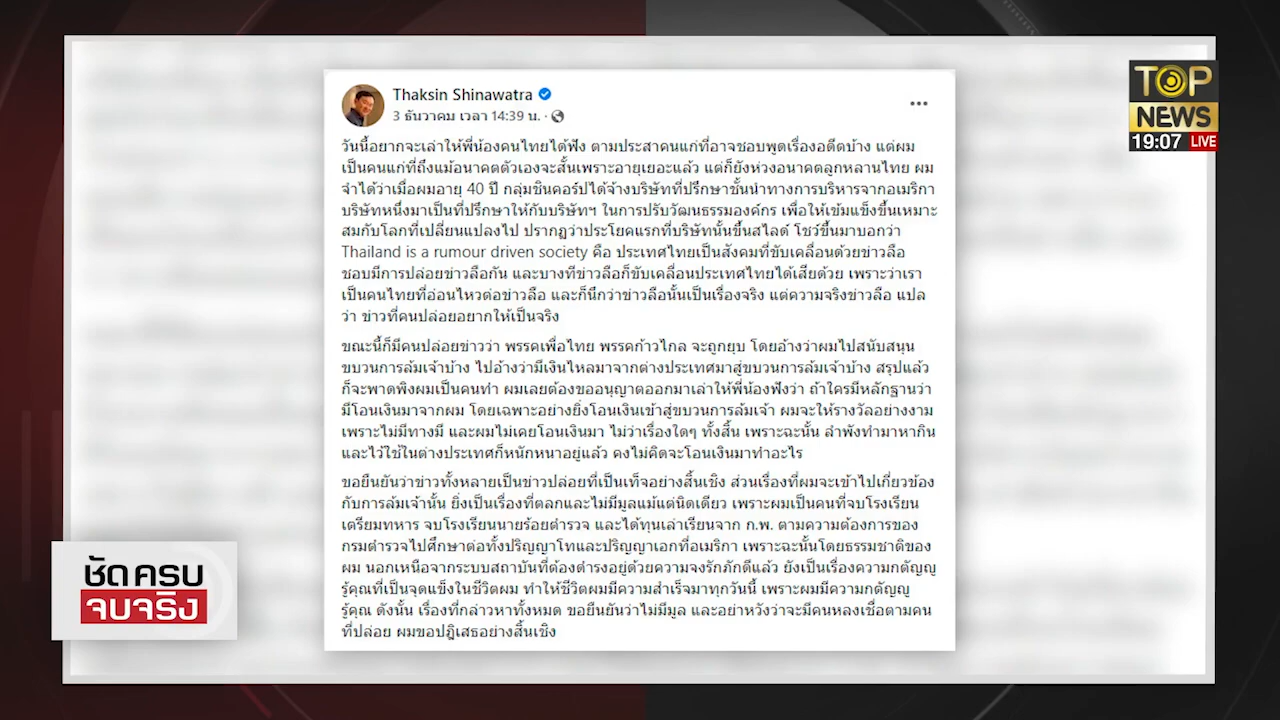 TOP
NEWS
19:07 LIVE
Thaksin Shinawatra
3 ธันวาคม เวลา 14:39 น. ·
วันนี้อยากจะเล่าให้พี่น้องคนไทยได้ฟัง ตามประสาคนแก่ที่อาจชอบพูดเรื่องอดีตบ้าง แต่ผม
เป็นคนแก่ที่ถึงแม้อนาคตตัวเองจะสั้นเพราะอายุเยอะแล้ว แต่ก็ยังห่วงอนาคตลูกหลานไทย ผม
จำได้ว่าเมื่อผมอายุ 40 ปี กลุ่มชินคอร์ปได้จ้างบริษัทที่ปรึกษาชั้นนำทางการบริหารจากอเมริกา
บริษัทหนึ่งมาเป็นที่ปรึกษาให้กับบริษัทฯ ในการปรับวัฒนธรรมองค์กร เพื่อให้เข้มแข็งขึ้นเหมาะ
สมกับโลกที่เปลี่ยนแปลงไป ปรากฏว่าประโยคแรกที่บริษัทนั้นขึ้นสไลด์ โชว์ขึ้นมาบอกว่า
Thailand is a rumour driven society คือ ประเทศไทยเป็นสังคมที่ขับเคลื่อนด้วยข่าวลือ
ชอบมีการปล่อยข่าวลือกัน และบางทีข่าวลือก็ขับเคลื่อนประเทศไทยได้เสียด้วย เพราะว่าเรา
เป็นคนไทยที่อ่อนไหวต่อข่าวลือ และก็นึกว่าข่าวลือนั้นเป็นเรื่องจริง แต่ความจริงข่าวลือ แปล
ว่า ข่าวที่คนปล่อยอยากให้เป็นจริง
ขณะนี้ก็มีคนปล่อยข่าวว่า พรรคเพื่อไทย พรรคก้าวไกล จะถูกยุบ โดยอ้างว่าผมไปสนับสนุน
ขบวนการล้มเจ้าบ้าง ไปอ้างว่ามีเงินไหลมาจากต่างประเทศมาสู่ขบวนการล้มเจ้าบ้าง สรุปแล้ว
ก็จะพาดพิงผมเป็นคนทำ ผมเลยต้องขออนุญาตออกมาเล่าให้พี่น้องฟังว่า ถ้าใครมีหลักฐานว่า
มีโอนเงินมาจากผม โดยเฉพาะอย่างยิ่งโอนเงินเข้าสู่ขบวนการล้มเจ้า ผมจะให้รางวัลอย่างงาม
เพราะไม่มีทางมี และผมไม่เคยโอนเงินมา ไม่ว่าเรื่องใดๆ ทั้งสิ้น เพราะฉะนั้น ลำพังทำมาหากิน
และไว้ใช้ในต่างประเทศก็หนักหนาอยู่แล้ว คงไม่คิดจะโอนเงินมาทำอะไร
ขอยืนยันว่าข่าวทั้งหลายเป็นข่าวปล่อยที่เป็นเท็จอย่างสิ้นเชิง ส่วนเรื่องที่ผมจะเข้าไปเกี่ยวข้อง
กับการล้มเจ้านั้น ยิ่งเป็นเรื่องที่ตลกและไม่มีมูลแม้แต่นิดเดียว เพราะผมเป็นคนที่จบโรงเรียน
เตรียมทหาร จบโรงเรียนนายร้อยตำรวจ และได้ทุนเล่าเรียนจาก ก.พ. ตามความต้องการของ
กรมตำรวจไปศึกษาต่อทั้งปริญญาโทและปริญญาเอกที่อเมริกา เพราะฉะนั้นโดยธรรมชาติของ
ผม นอกเหนือจากระบบสถาบันที่ต้องดำรงอยู่ด้วยความจงรักภักดีแล้ว ยังเป็นเรื่องความกตัญญู
รู้คุณที่เป็นจุดแข็งในชีวิตผม ทำให้ชีวิตผมมีความสำเร็จมาทุกวันนี้ เพราะผมมีความกตัญญู
รู้คุณ ดังนั้น เรื่องที่กล่าวหาทั้งหมด ขอยืนยันว่าไม่มีมูล และอย่าหวังว่าจะมีคนหลงเชื่อตามคน
ที่ปล่อย ผมขอปฏิเสธอย่างสิ้นเชิง
ชัด ครบ
จบจริง